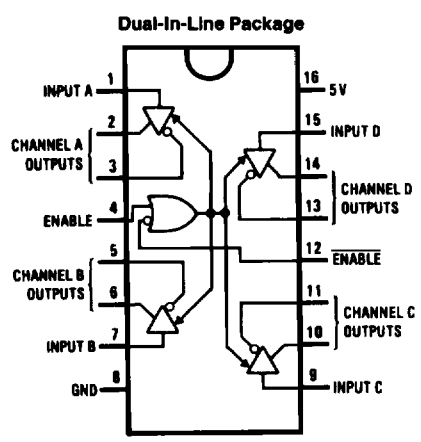 Dual-In-Line Package
INPUT A 1
2
CHANNEL A
OUTPUTS
3
ENABLE 4
5
CHANNEL B
OUTPUTS
6
INPUT B 7
GND 8
16 5V
15 INPUT D
14
CHANNEL D
OUTPUTS
13
12 ENABLE
11
CHANNEL C
OUTPUTS
10
9 INPUT C